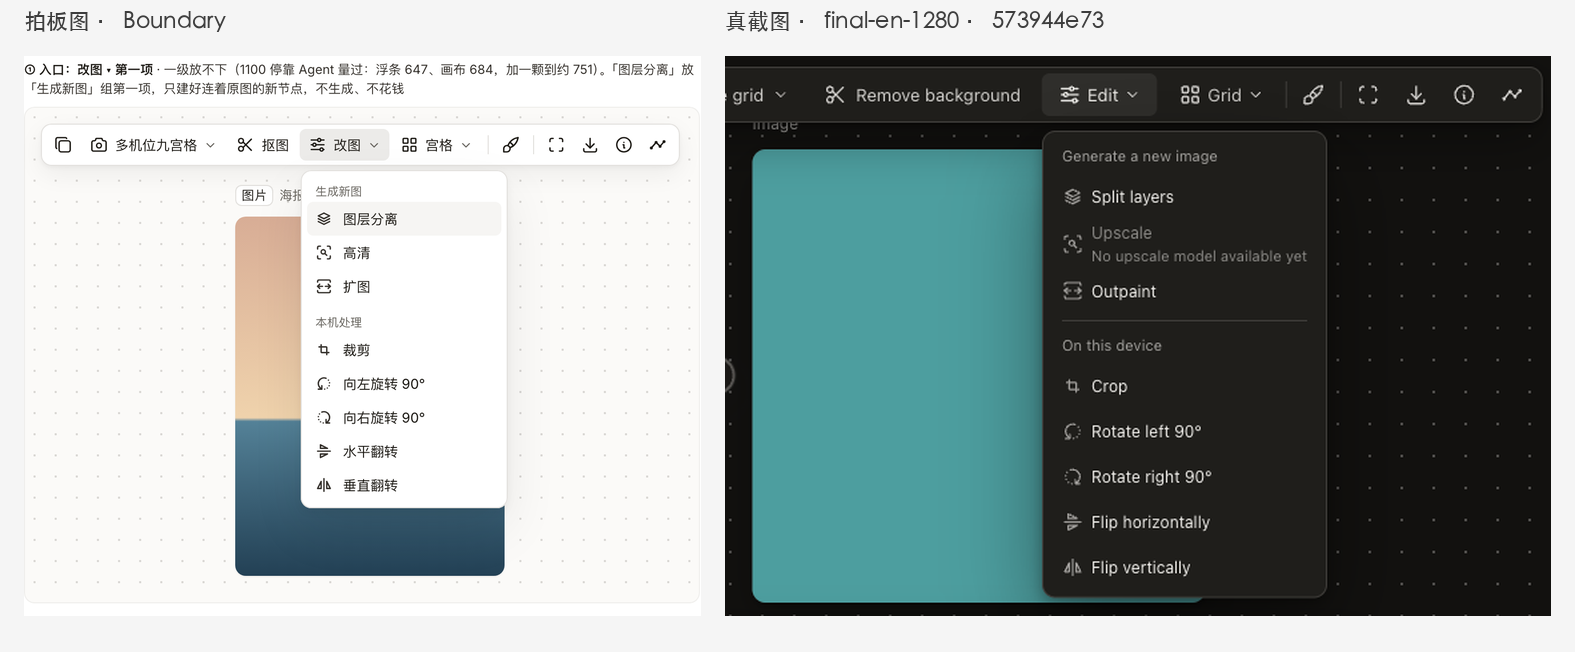 拍板图 · Boundary
① 入口：改图 · 第一项 · 一级放不下（1100 停靠 Agent 量过：浮条 647、画布 684，加一颗到约 751）。「图层分离」放
「生成新图」组第一项，只建好连着原图的新节点，不生成、不花钱
多机位九宫格 抠图 改图 宫格
图片 海报
生成新图
图层分离
高清
扩图
本机处理
裁剪
向左旋转 90°
向右旋转 90°
水平翻转
垂直翻转
真截图 · final-en-1280 · 573944e73
grid Remove background Edit Grid
Image
Generate a new image
Split layers
Upscale
No upscale model available yet
Outpaint
On this device
Crop
Rotate left 90°
Rotate right 90°
Flip horizontally
Flip vertically